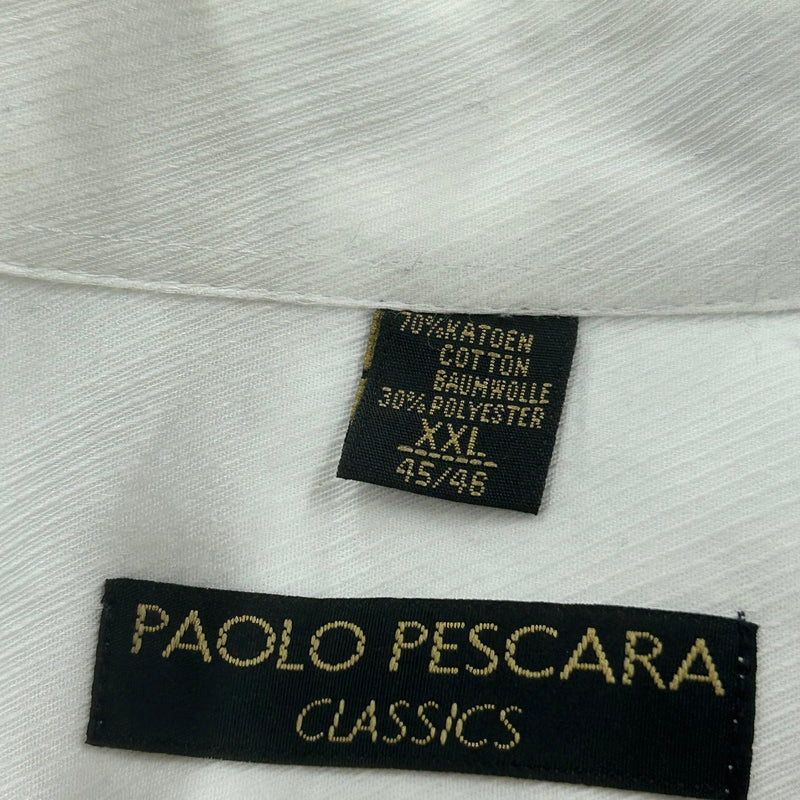 70% KATOEN
COTTON
BAUMWOLLE
30% POLYESTER
XXL
45/46
PAOLO PESCARA
CLASSICS